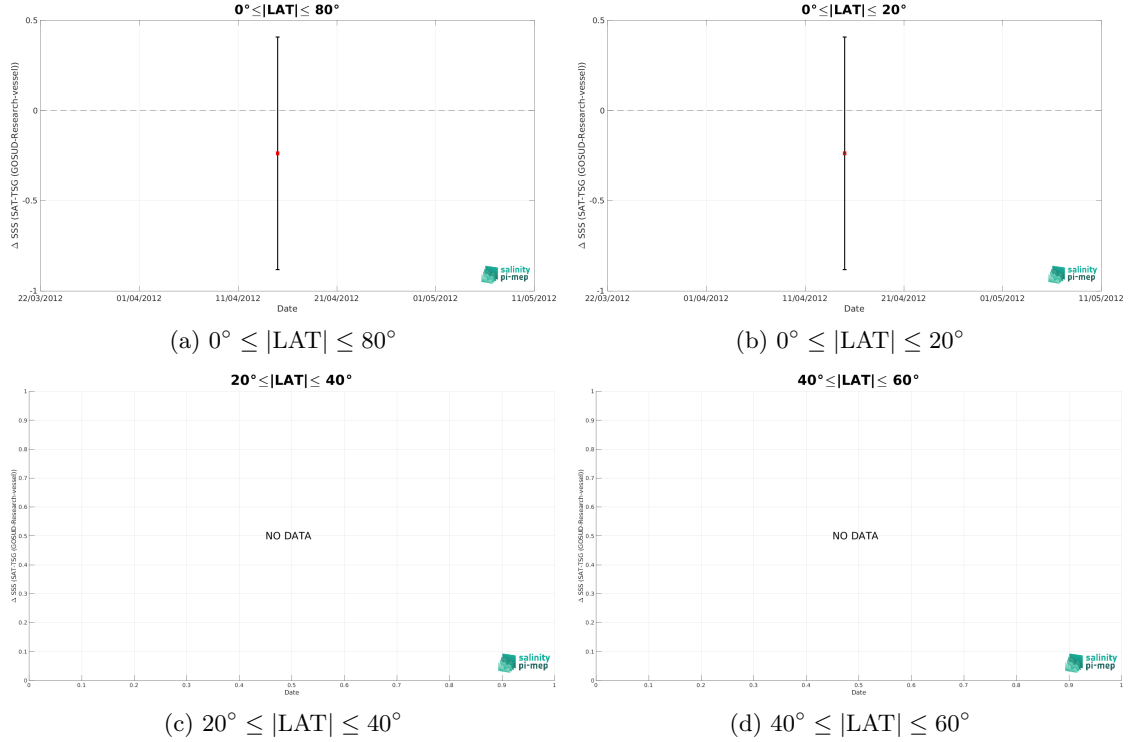 0°≤|LAT|≤ 80°
0.5
0
-0.5
-1
Δ SSS (SAT-TSG (GOSUD-Research-vessel))
22/03/2012 01/04/2012 11/04/2012 21/04/2012 01/05/2012 11/05/2012
Date
salinity
pi-mep
(a) 0° ≤ |LAT| ≤ 80°
0°≤|LAT|≤ 20°
0.5
0
-0.5
-1
Δ SSS (SAT-TSG (GOSUD-Research-vessel))
22/03/2012 01/04/2012 11/04/2012 21/04/2012 01/05/2012 11/05/2012
Date
salinity
pi-mep
(b) 0° ≤ |LAT| ≤ 20°
20°≤|LAT|≤ 40°
1
0.9
0.8
0.7
0.6
0.5
0.4
0.3
0.2
0.1
0
Δ SSS (SAT-TSG (GOSUD-Research-vessel))
NO DATA
0 0.1 0.2 0.3 0.4 0.5 0.6 0.7 0.8 0.9 1
Date
salinity
pi-mep
(c) 20° ≤ |LAT| ≤ 40°
40°≤|LAT|≤ 60°
1
0.9
0.8
0.7
0.6
0.5
0.4
0.3
0.2
0.1
0
Δ SSS (SAT-TSG (GOSUD-Research-vessel))
NO DATA
0 0.1 0.2 0.3 0.4 0.5 0.6 0.7 0.8 0.9 1
Date
salinity
pi-mep
(d) 40° ≤ |LAT| ≤ 60°